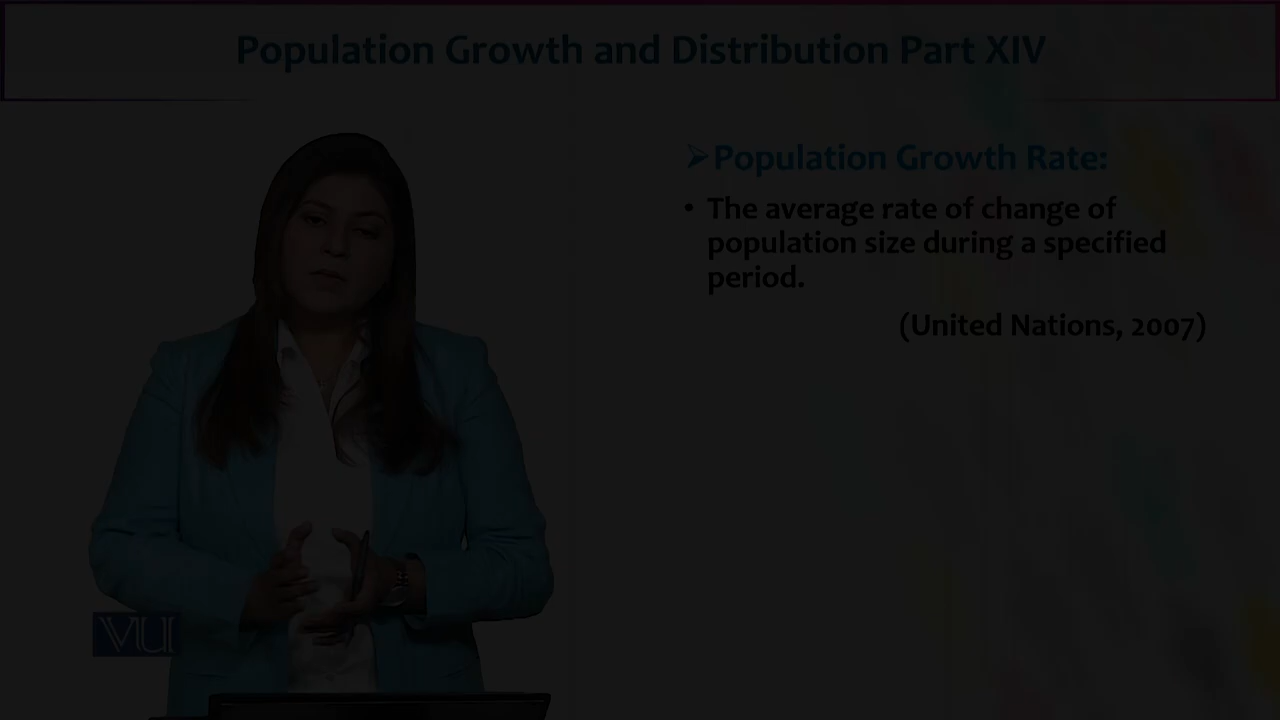 Population Growth and Distribution Part XIV
➢Population Growth Rate:
• The average rate of change of
population size during a specified
period.
(United Nations, 2007)
VU